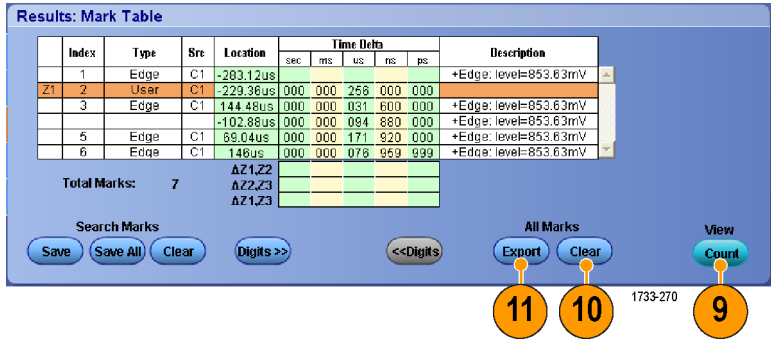 Results: Mark Table
Index Type Src Location Time Delta Description
sec ms us ns ps
1 Edge C1 -283.12us +Edge: level=853.63mV
Z1 2 User C1 -229.36us 000 000 256 000 000
3 Edge C1 144.48us 000 000 031 600 000 +Edge: level=853.63mV
-102.88us 000 000 094 880 000 +Edge: level=853.63mV
5 Edge C1 69.04us 000 000 171 920 000 +Edge: level=853.63mV
6 Edge C1 146us 000 000 076 959 999 +Edge: level=853.63mV
ΔZ1,Z2
Total Marks: 7 ΔZ2,Z3
ΔZ1,Z3
Search Marks All Marks View
Save Save All Clear Digits >> <<Digits Export Clear Count
1733-270
11 10 9